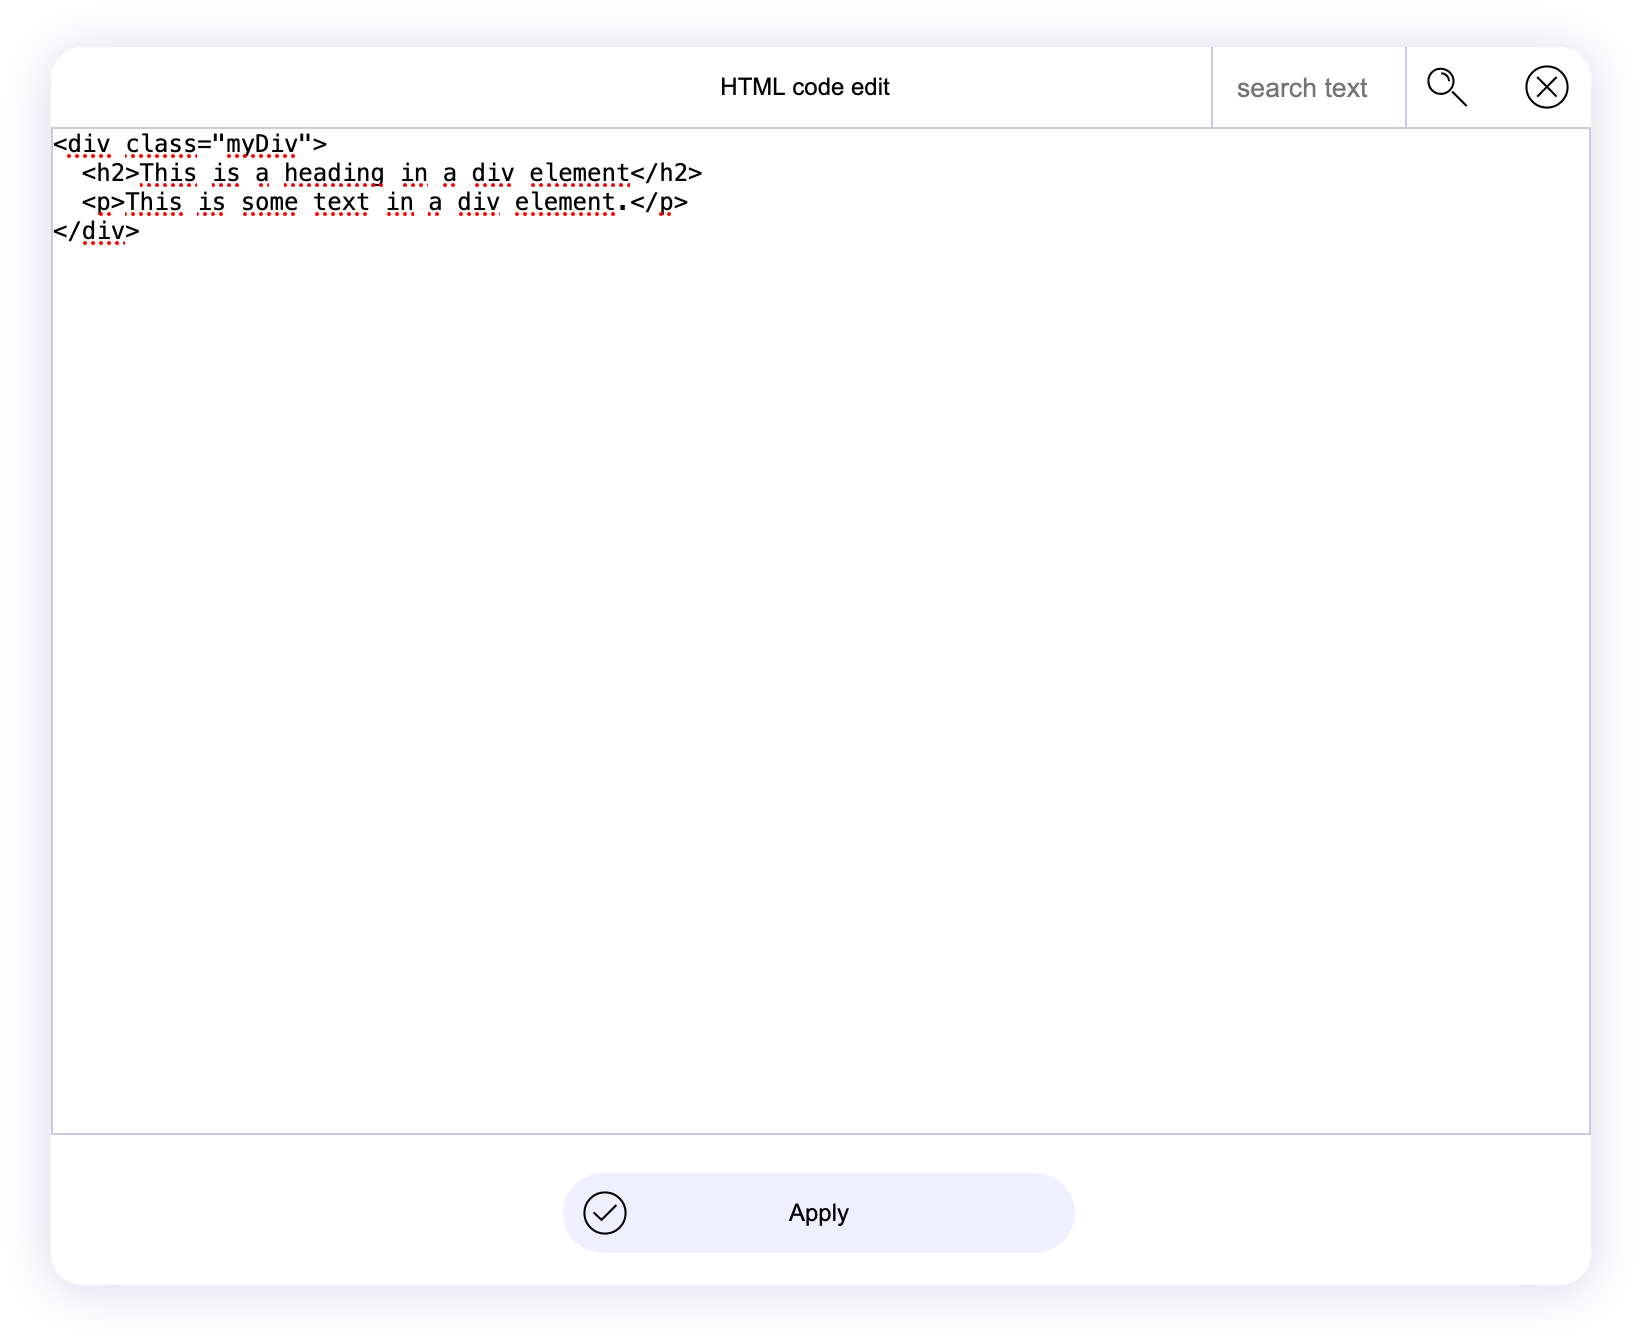 HTML code edit
search text
<div class="myDiv">
  <h2>This is a heading in a div element</h2>
  <p>This is some text in a div element.</p>
</div>
Apply